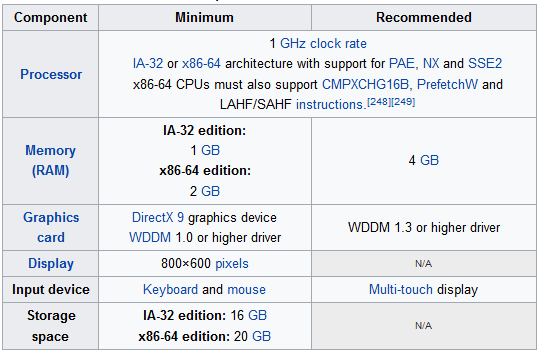 Component Minimum Recommended
Processor
1 GHz clock rate
IA-32 or x86-64 architecture with support for PAE, NX and SSE2
x86-64 CPUs must also support CMPXCHG16B, PrefetchW and
LAHF/SAHF instructions.[248][249]
Memory
(RAM)
IA-32 edition:
1 GB
x86-64 edition:
2 GB
4 GB
Graphics
card
DirectX 9 graphics device
WDDM 1.0 or higher driver
WDDM 1.3 or higher driver
Display 800×600 pixels N/A
Input device Keyboard and mouse Multi-touch display
Storage
space
IA-32 edition: 16 GB
x86-64 edition: 20 GB
N/A